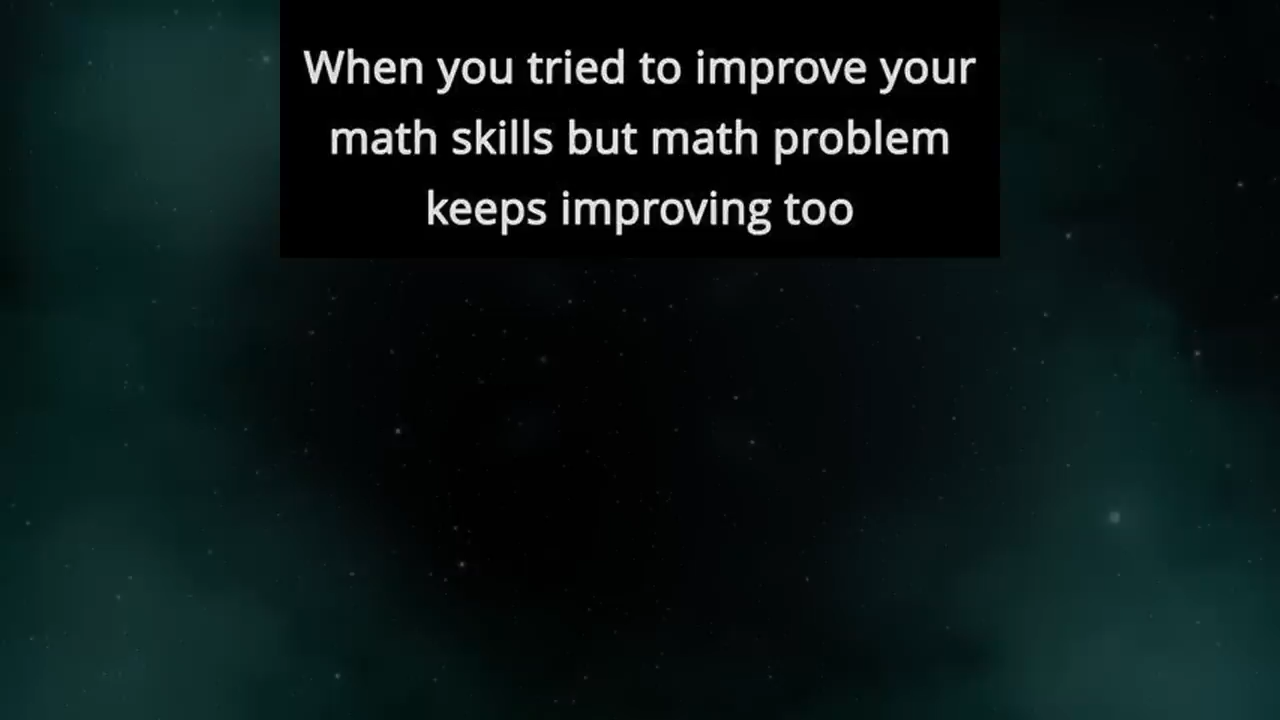 When you tried to improve your
math skills but math problem
keeps improving too